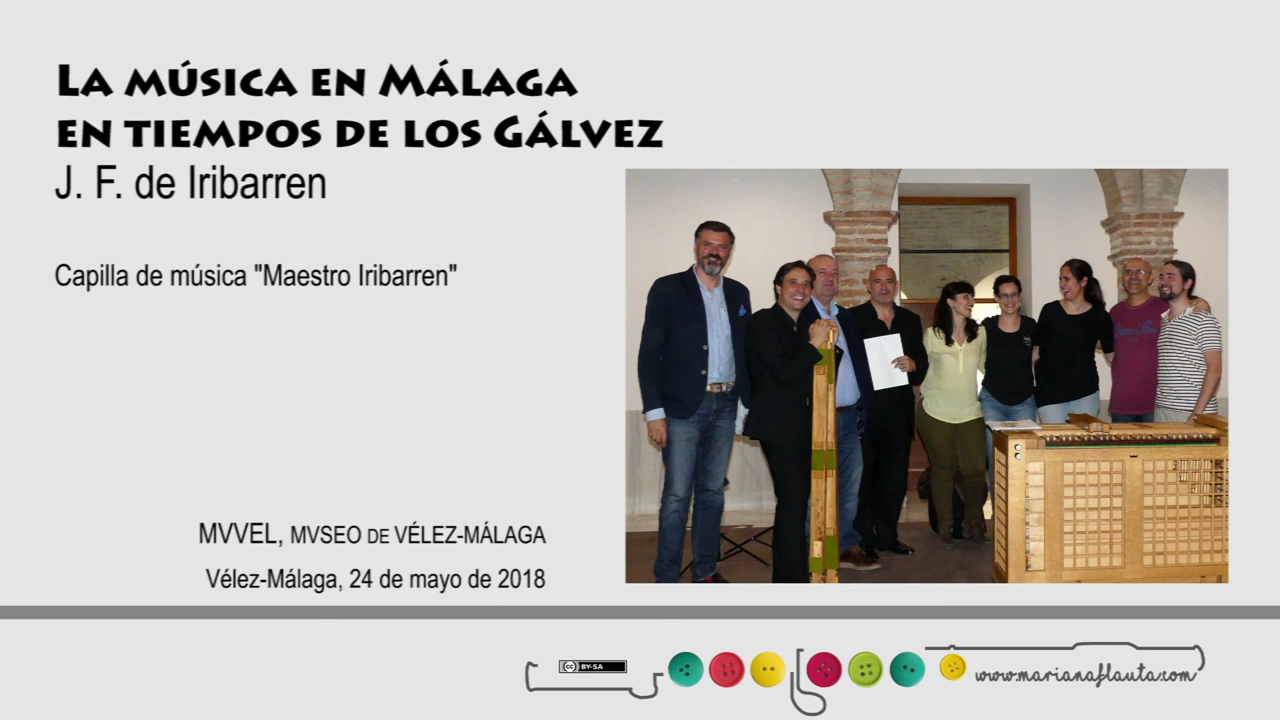 La música en Málaga
en tiempos de los Gálvez
J. F. de Iribarren
Capilla de música "Maestro Iribarren"
MVVEL, MVSEO DE VÉLEZ-MÁLAGA
Vélez-Málaga, 24 de mayo de 2018
cc BY-SA
www.marianaflauta.com